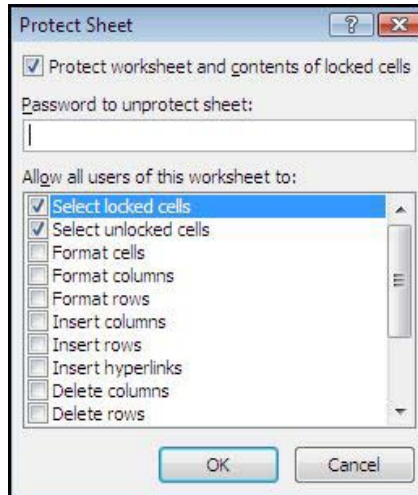 Protect Sheet
Protect worksheet and contents of locked cells
Password to unprotect sheet:
Allow all users of this worksheet to:
Select locked cells
Select unlocked cells
Format cells
Format columns
Format rows
Insert columns
Insert rows
Insert hyperlinks
Delete columns
Delete rows
OK Cancel